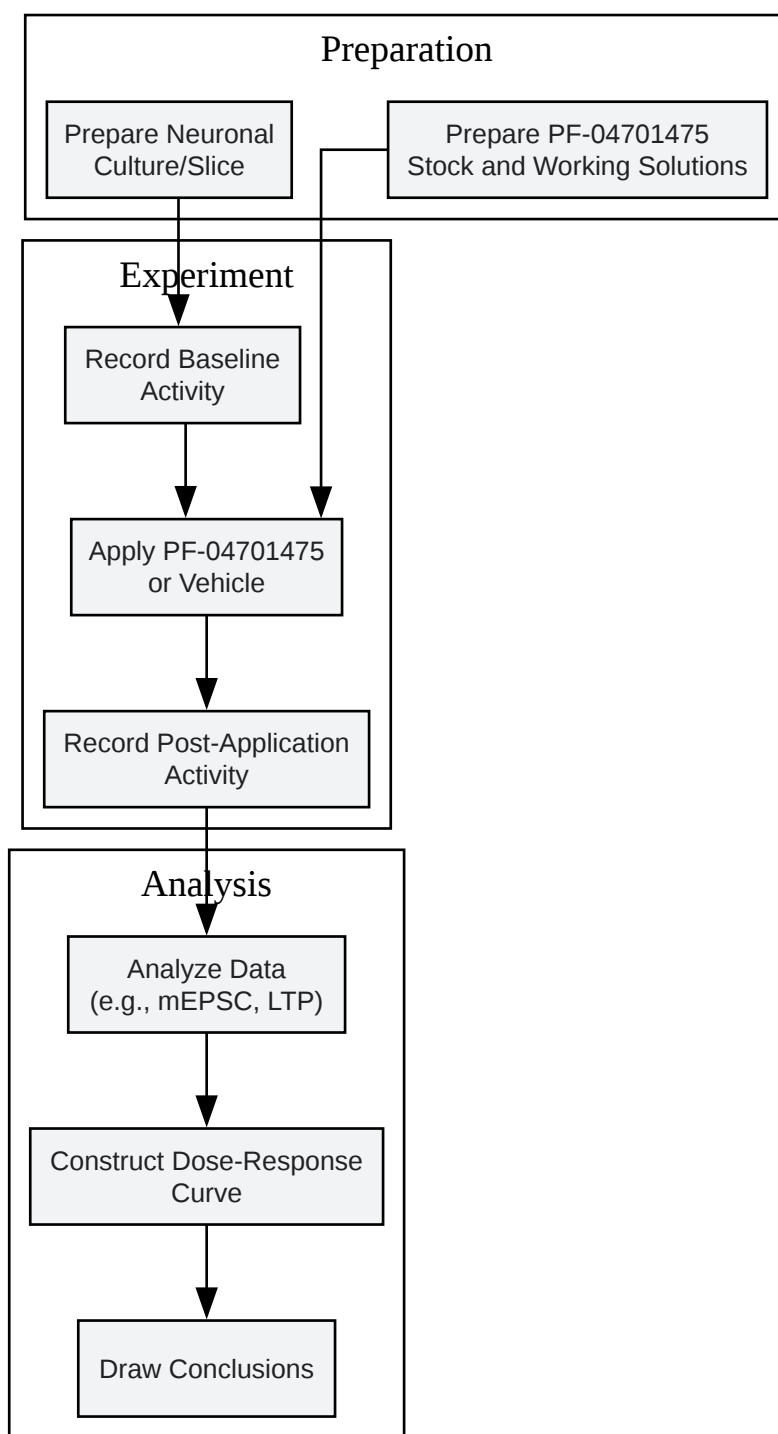 Preparation
Prepare Neuronal
Culture/Slice
Prepare PF-04701475
Stock and Working Solutions
Experiment
Record Baseline
Activity
Apply PF-04701475
or Vehicle
Record Post-Application
Activity
Analysis
Analyze Data
(e.g., mEPSC, LTP)
Construct Dose-Response
Curve
Draw Conclusions